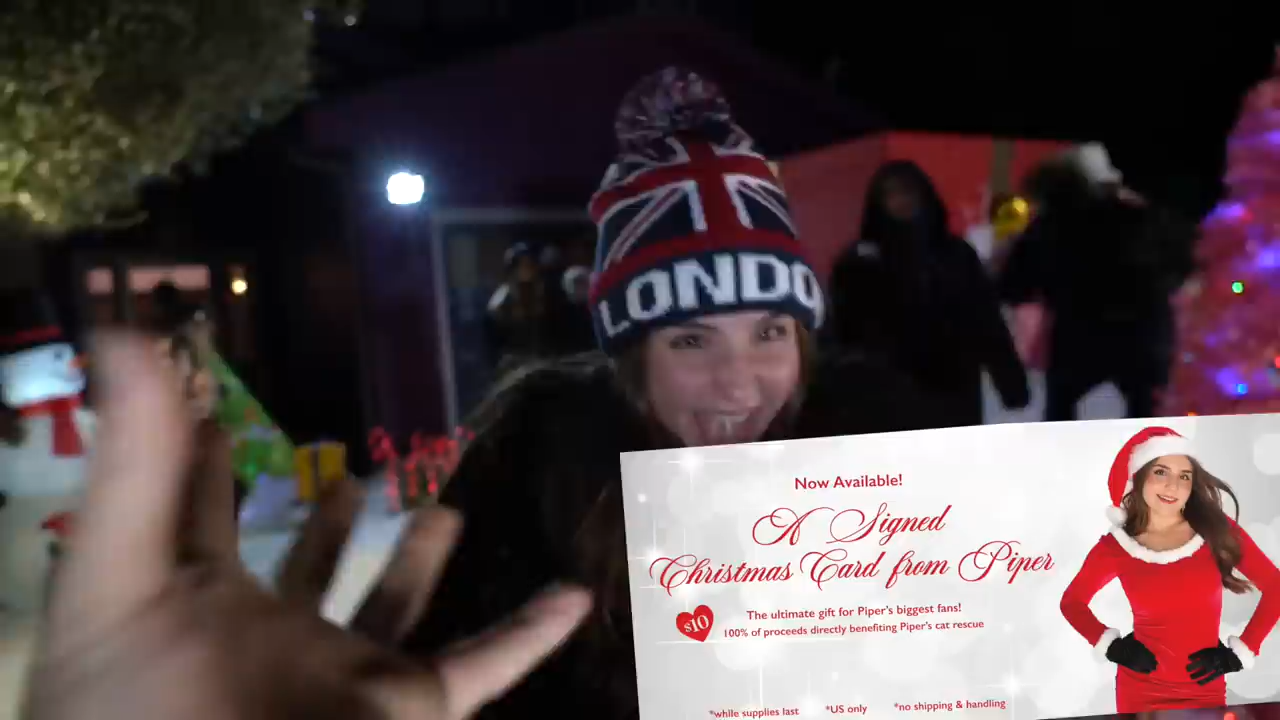 LONDO
Now Available!
A Signed
Christmas Card from Piper
$10
The ultimate gift for Piper's biggest fans!
100% of proceeds directly benefiting Piper's cat rescue
*while supplies last *US only *no shipping & handling